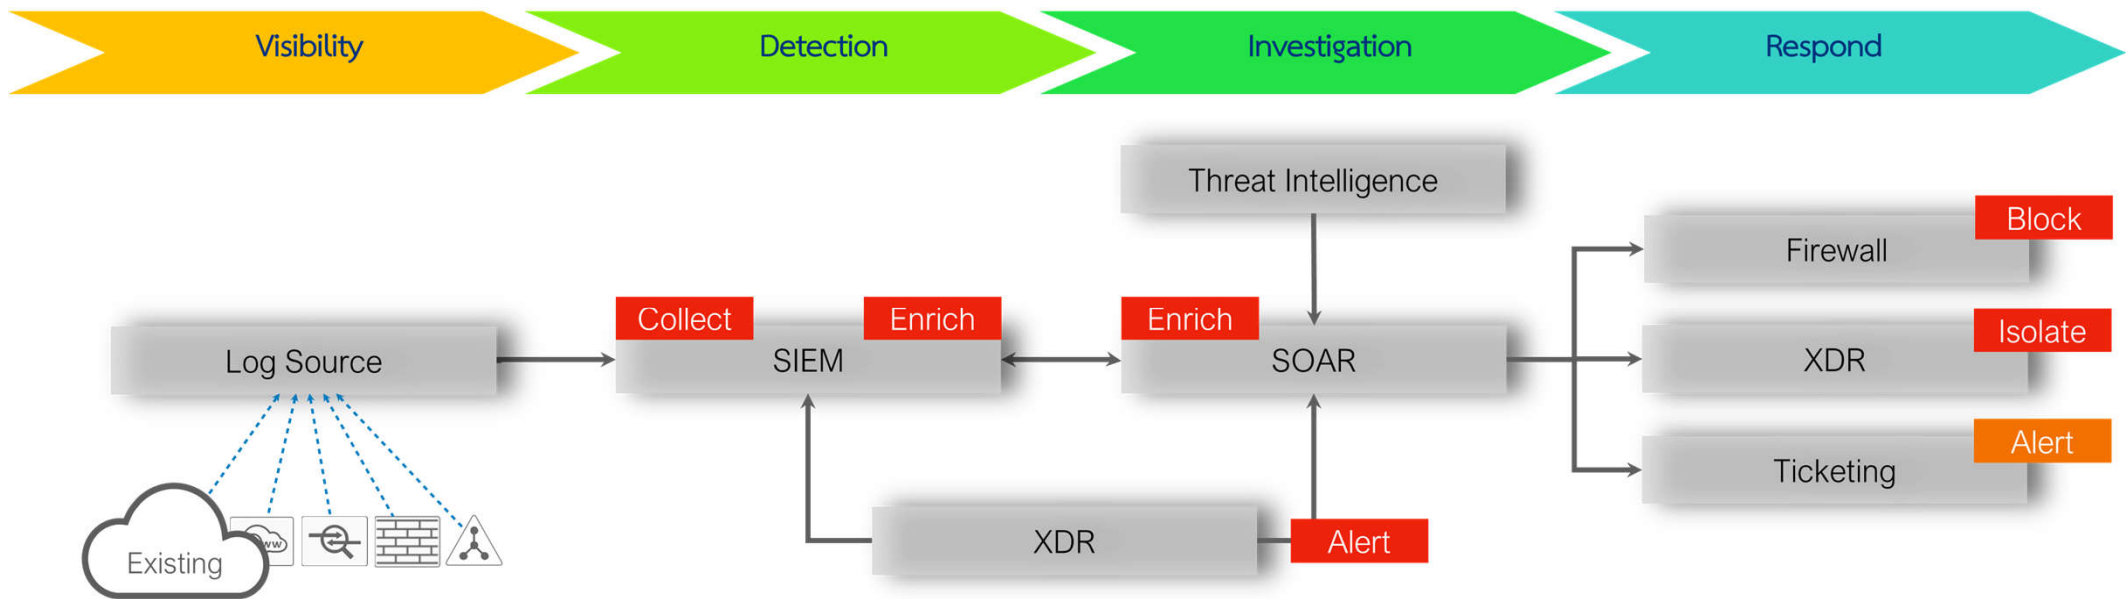 Visibility
Detection
Investigation
Respond
Threat Intelligence
Block
Firewall
Collect
Enrich
Enrich
Isolate
Log Source
SIEM
SOAR
XDR
Alert
Ticketing
XDR
Alert
Existing